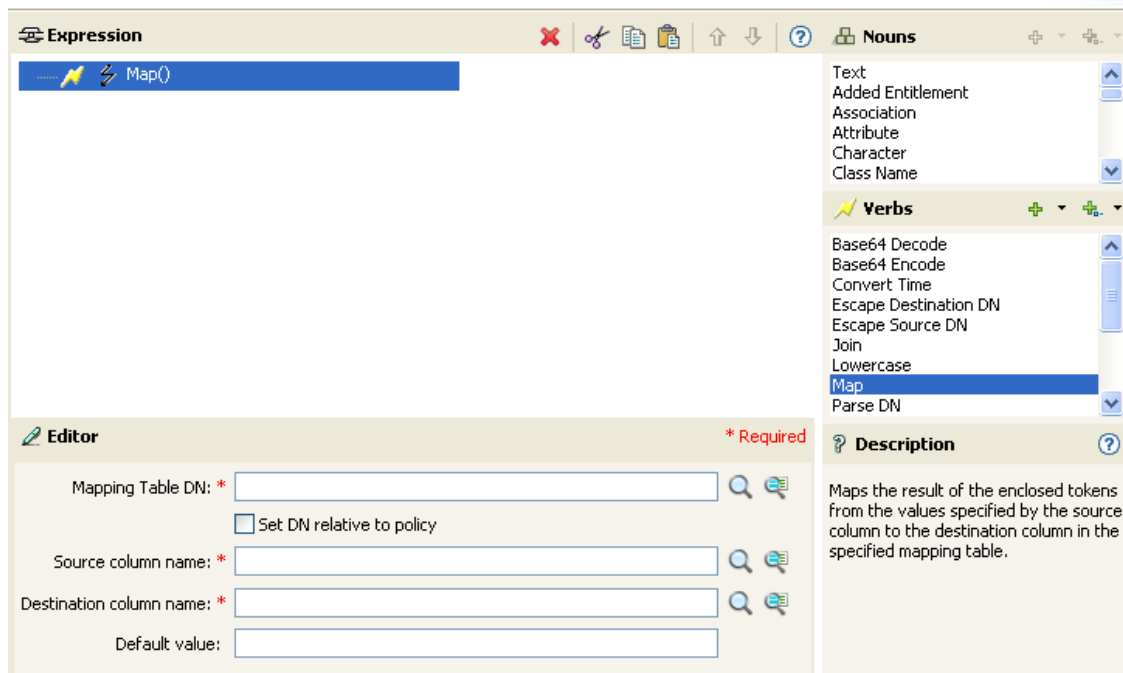 Expression
Map()
Nouns
Text
Added Entitlement
Association
Attribute
Character
Class Name
Verbs
Base64 Decode
Base64 Encode
Convert Time
Escape Destination DN
Escape Source DN
Join
Lowercase
Map
Parse DN
Editor
* Required
Mapping Table DN: *
Set DN relative to policy
Source column name: *
Destination column name: *
Default value:
Description
Maps the result of the enclosed tokens
from the values specified by the source
column to the destination column in the
specified mapping table.